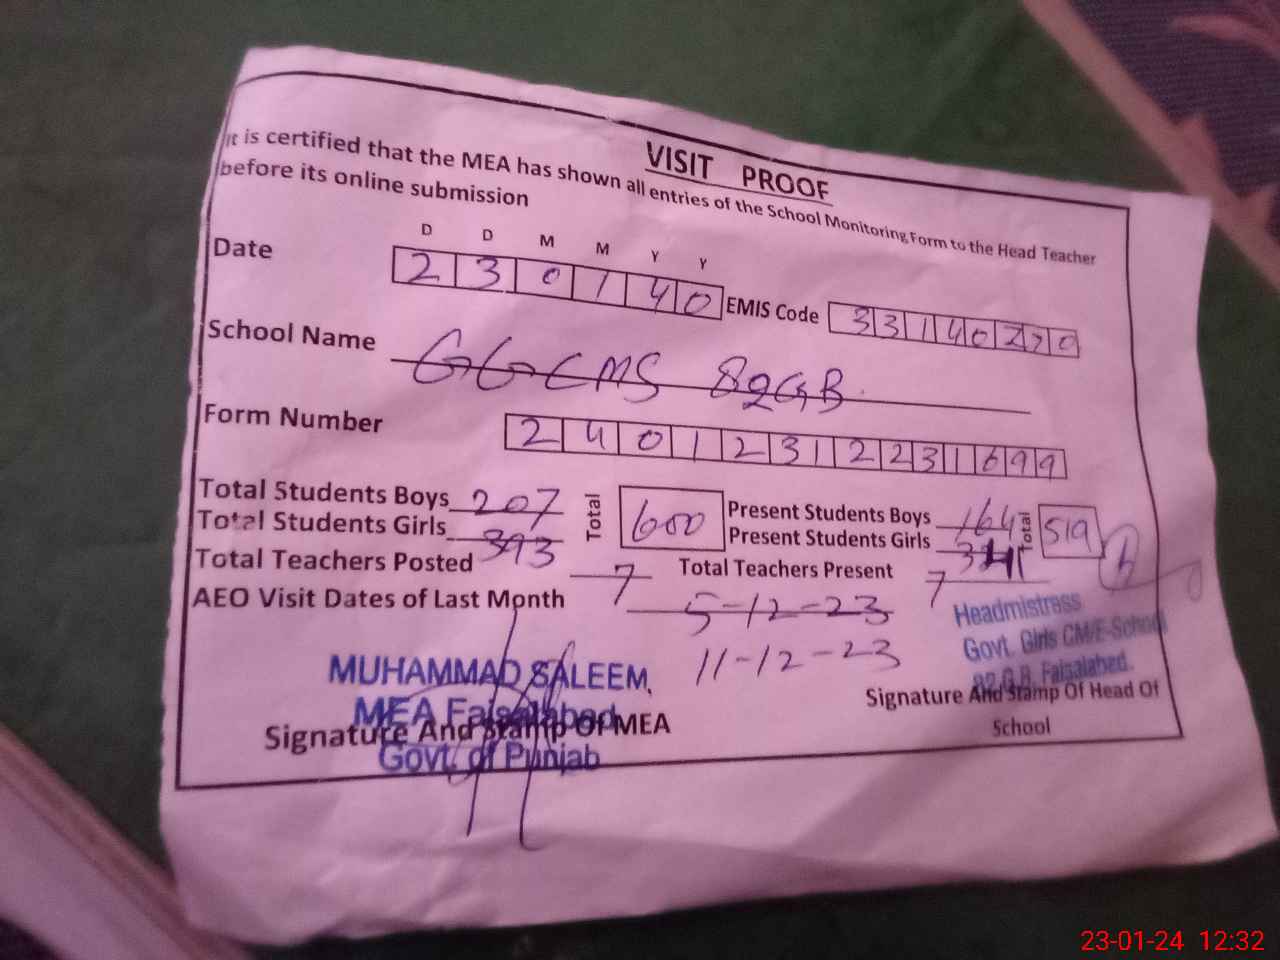 VISIT PROOF
It is certified that the MEA has shown all entries of the School Monitoring Form to the Head Teacher
before its online submission
D D M M Y Y
Date 2 3 0 1 4 0 EMIS Code 3 3 1 4 0 2 7 0
School Name GGCMS 82GB
Form Number 2 4 0 1 2 3 1 2 2 3 1 6 9 9
Total Students Boys 207 Total 600 Present Students Boys 164 Total 519
Total Students Girls 393 Present Students Girls
Total Teachers Posted 7 Total Teachers Present 7
AEO Visit Dates of Last Month 5-12-23
11-12-23
Headmistress
Govt. Girls CM/E-School
82 G.B. Faisalabad.
MUHAMMAD SALEEM,
MEA Faisalabad
Govt. of Punjab
Signature And Stamp Of MEA
Signature And Stamp Of Head Of
School
23-01-24 12:32